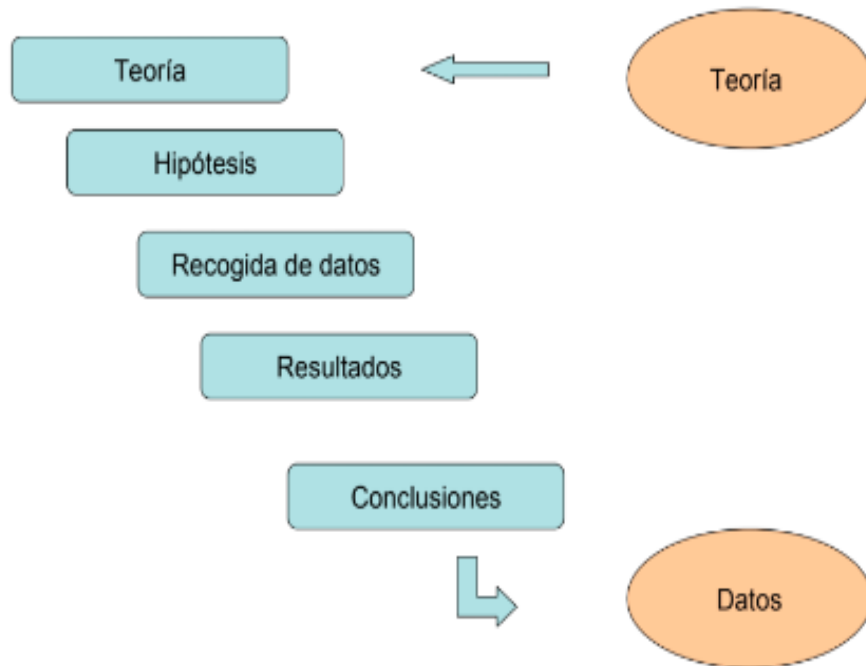 Teoría
Teoría
Hipótesis
Recogida de datos
Resultados
Conclusiones
Datos